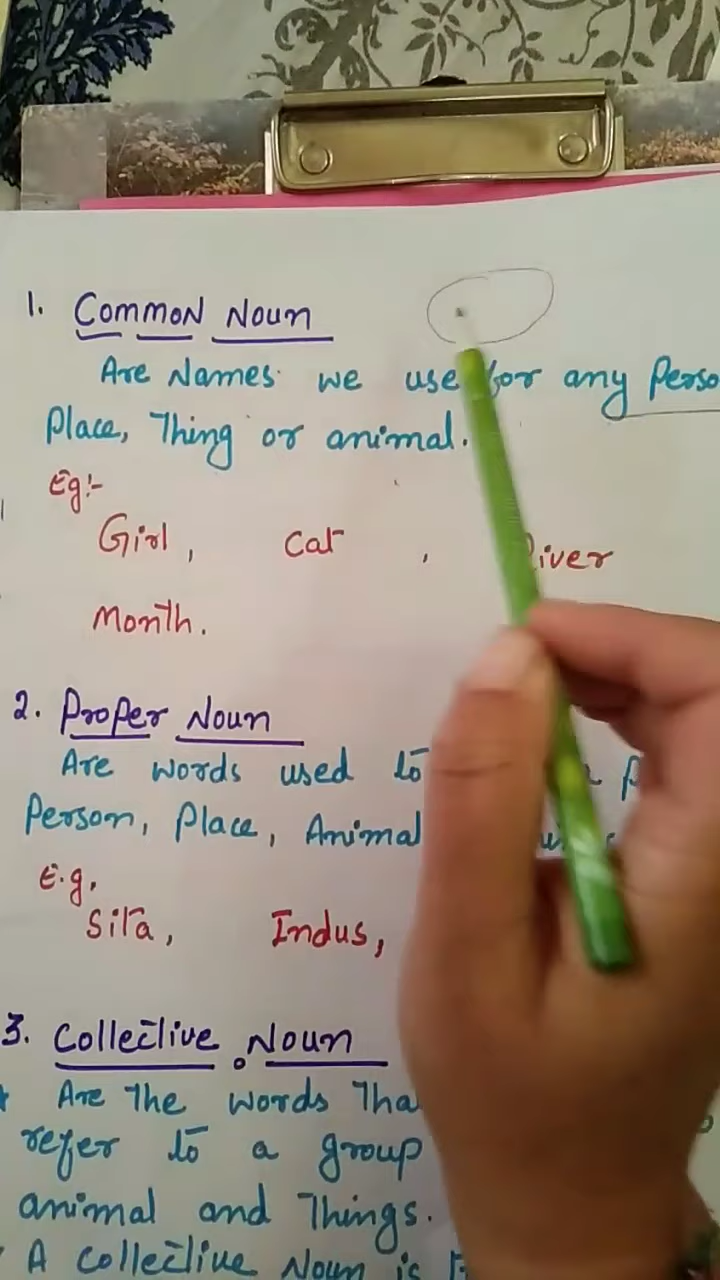 1. Common Noun
Are Names we use for any Perso
Place, Thing or animal.
Eg:-
Girl, Cat, River
Month.
2. Proper Noun
Are words used to
Person, Place, Animal
E.g.
Sita, Indus,
3. Collective Noun
Are The words Tha
refer to a group
animal and Things.
A collective Noun is